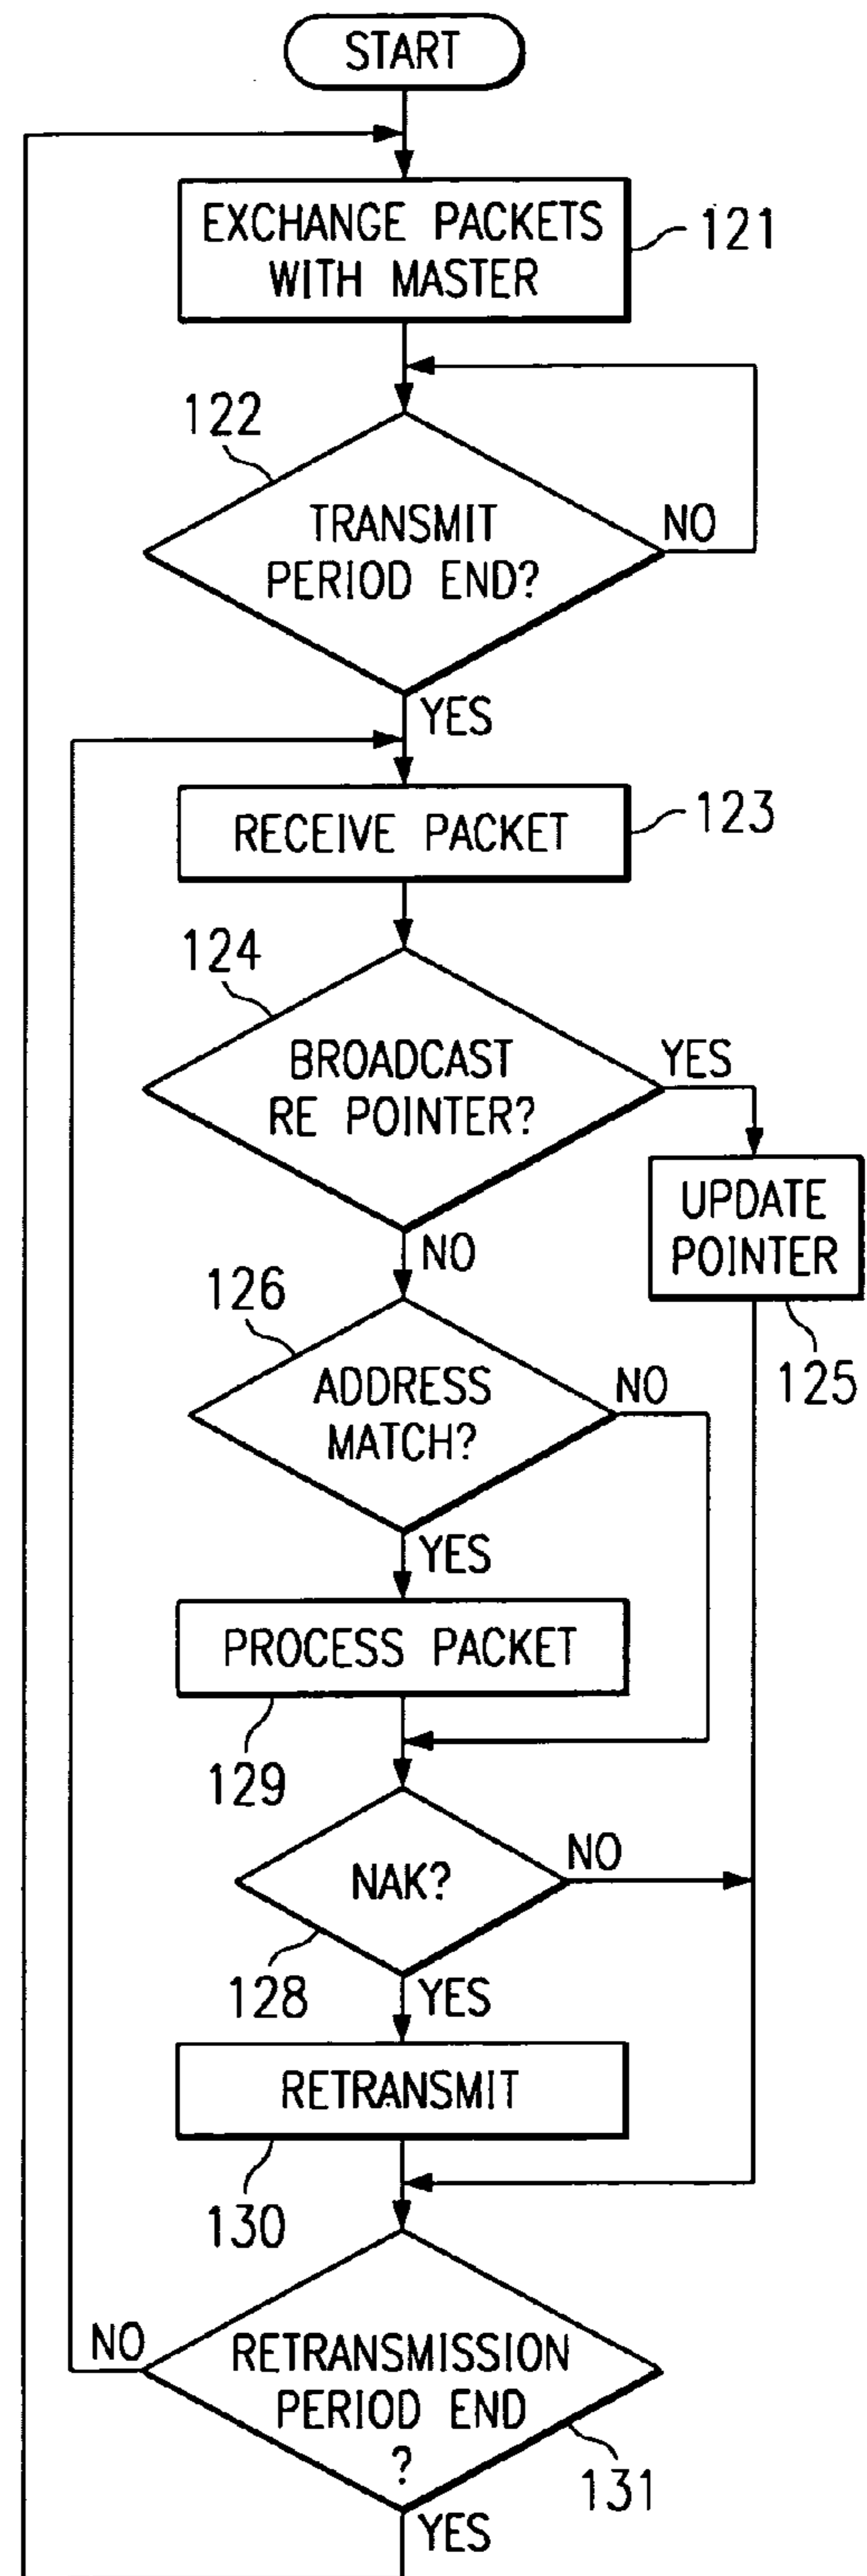 START
EXCHANGE PACKETS
WITH MASTER
121
122
TRANSMIT
PERIOD END?
NO
YES
RECEIVE PACKET
123
124
BROADCAST
RE POINTER?
YES
NO
UPDATE
POINTER
125
126
ADDRESS
MATCH?
NO
YES
PROCESS PACKET
129
NAK?
NO
128
YES
RETRANSMIT
130
NO
RETRANSMISSION
PERIOD END
?
131
YES